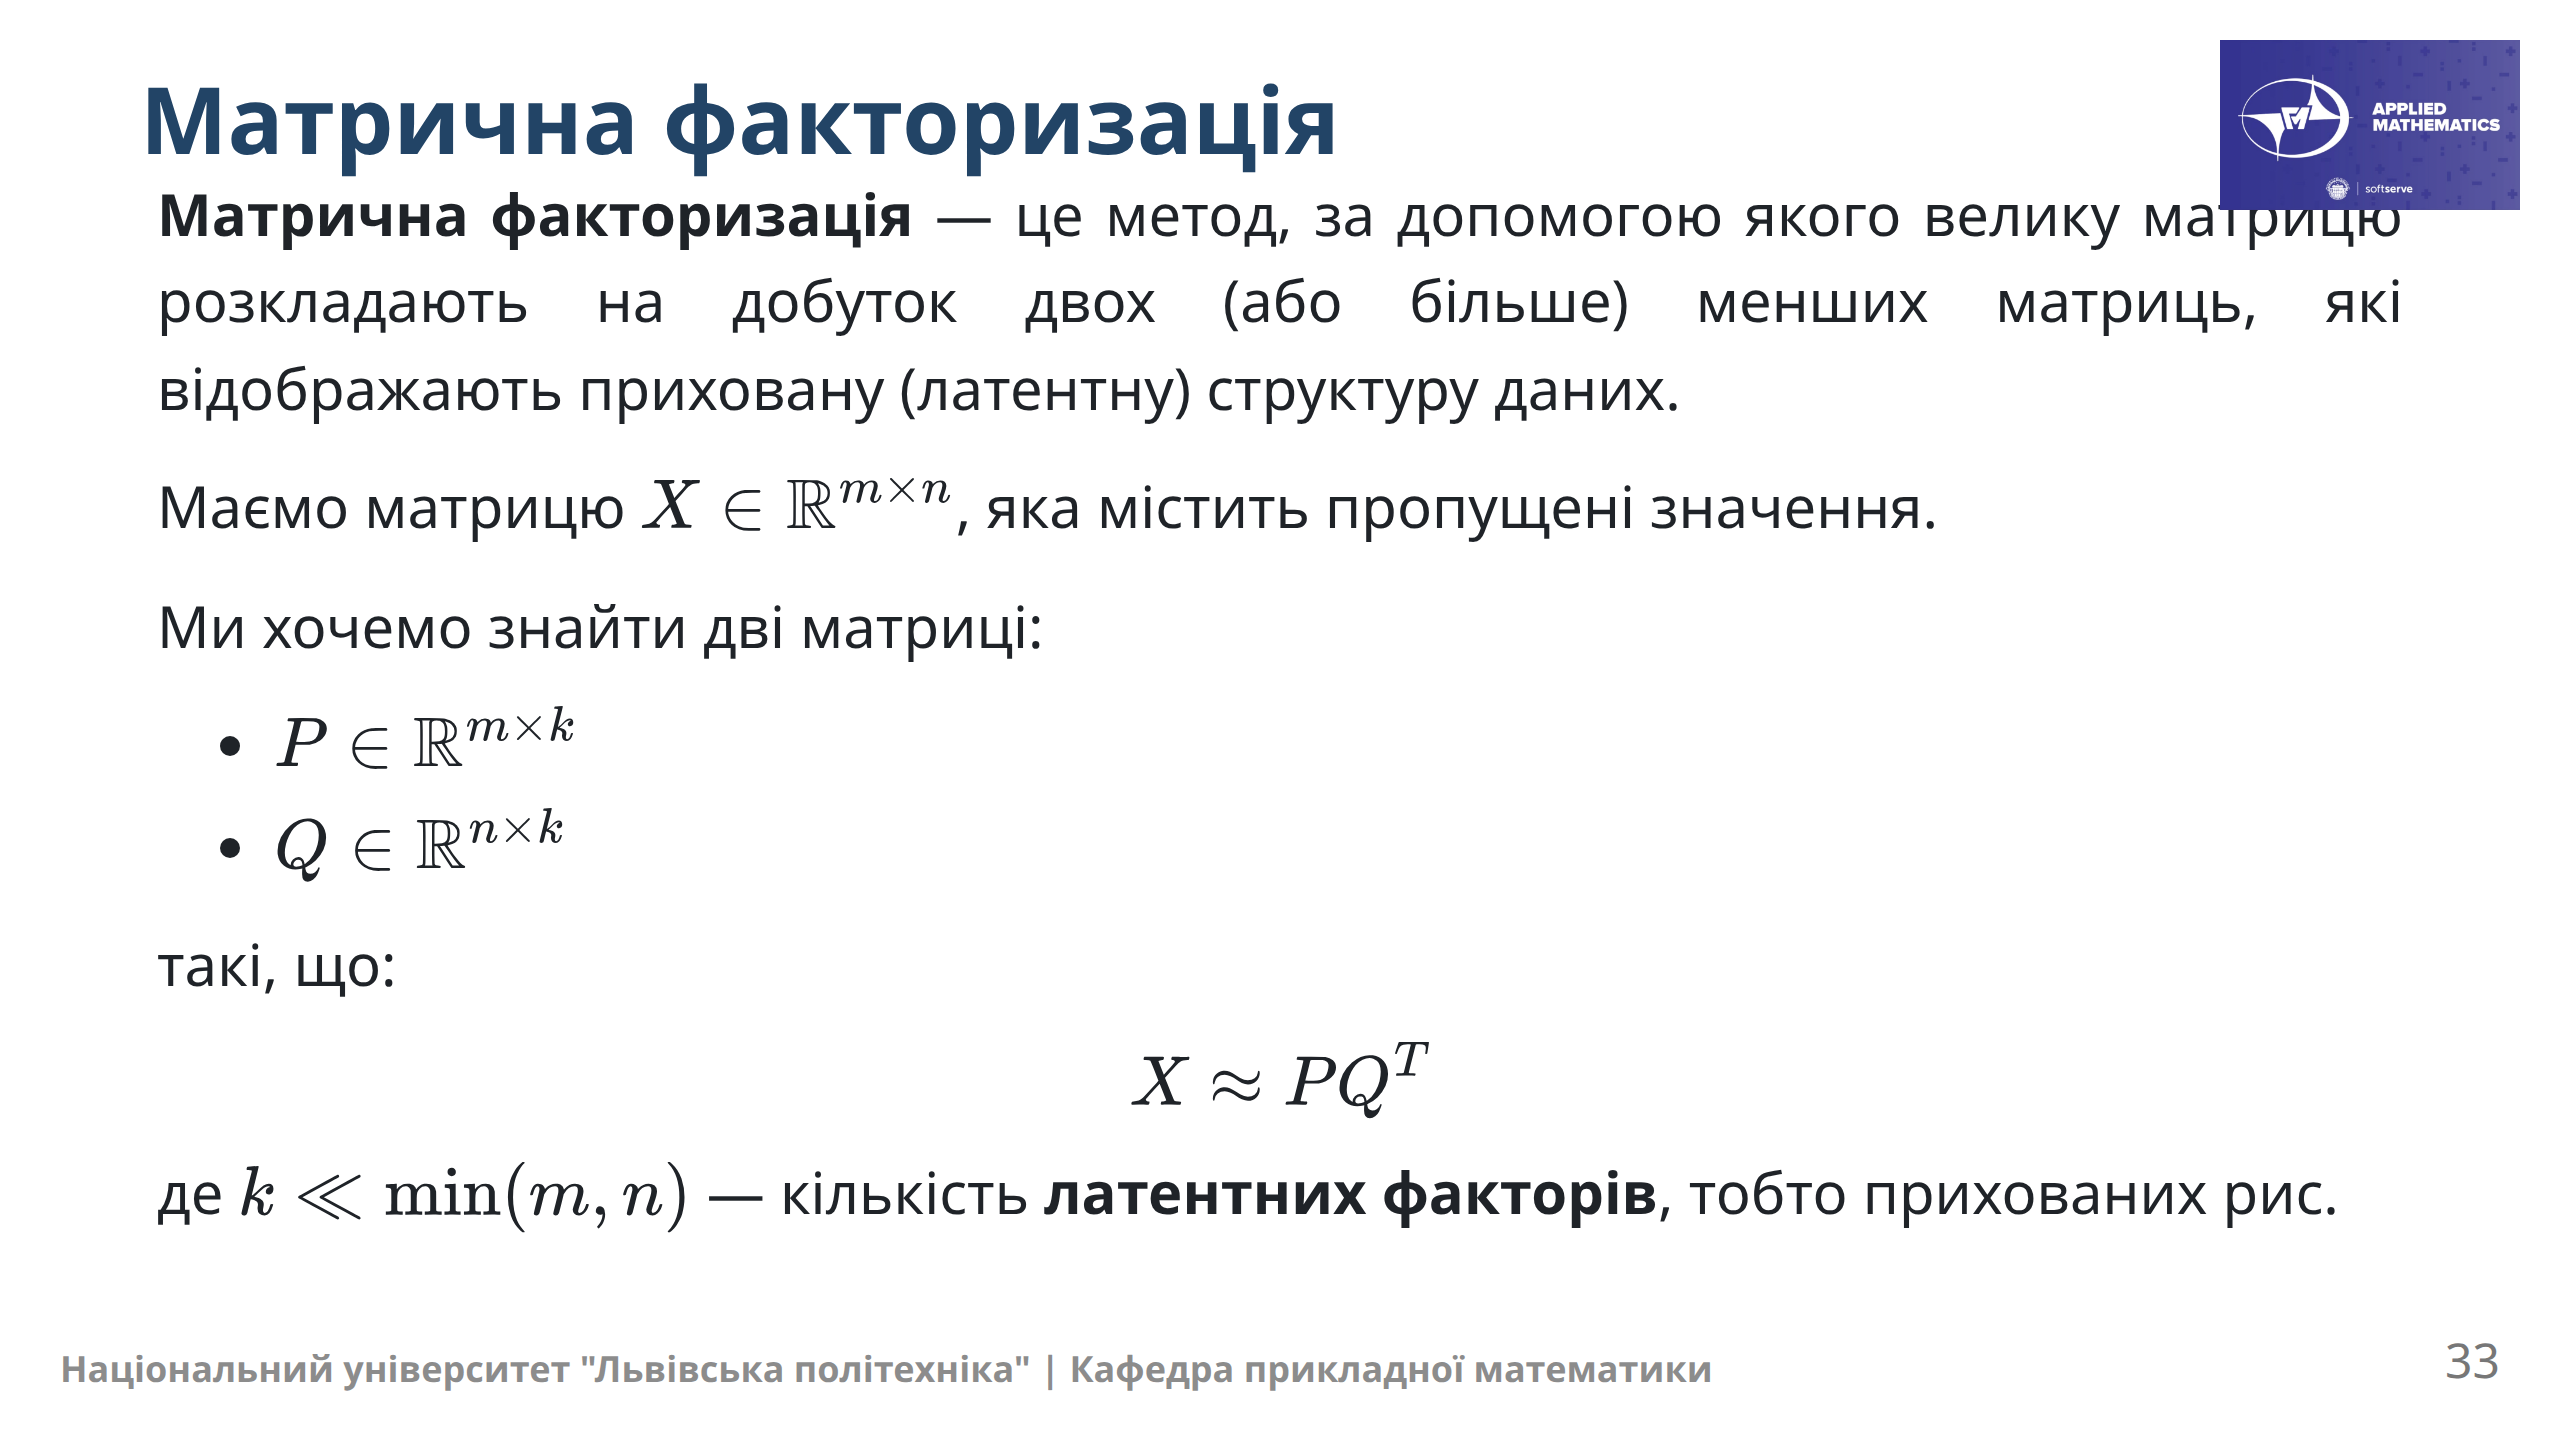 Матрична факторизація
APPLIED
MATHEMATICS
softserve
Матрична факторизація — це метод, за допомогою якого велику матрицю
розкладають на добуток двох (або більше) менших матриць, які
відображають приховану (латентну) структуру даних.
Маємо матрицю X ∈ ℝ^{m×n}, яка містить пропущені значення.
Ми хочемо знайти дві матриці:
• P ∈ ℝ^{m×k}
• Q ∈ ℝ^{n×k}
такі, що:
X ≈ PQ^T
де k ≪ min(m, n) — кількість латентних факторів, тобто прихованих рис.
Національний університет "Львівська політехніка" | Кафедра прикладної математики
33